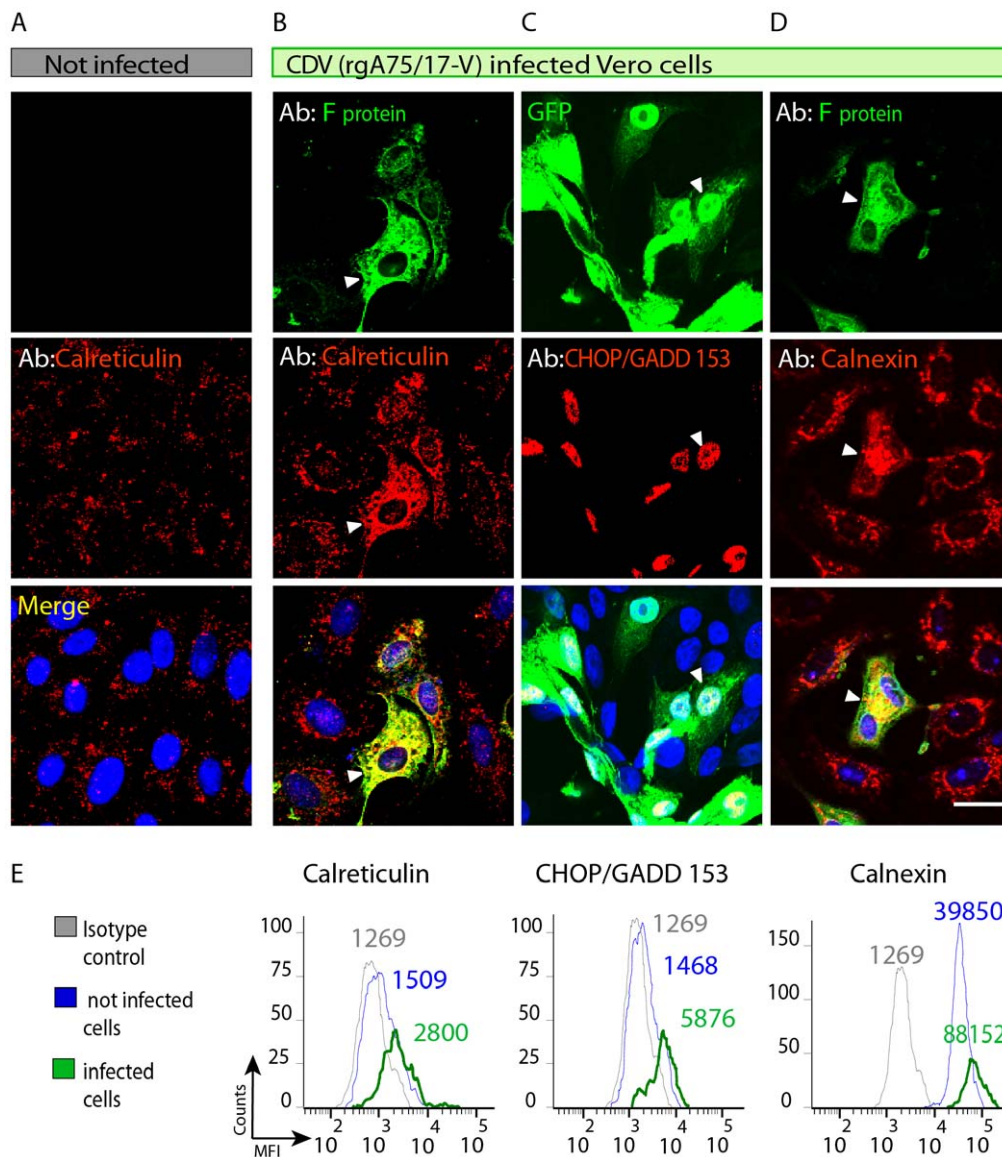 A
B
C
D
Not infected
CDV (rgA75/17-V) infected Vero cells
Ab: F protein
GFP
Ab: F protein
Ab:Calreticulin
Ab: Calreticulin
Ab:CHOP/GADD 153
Ab: Calnexin
Merge
E
Isotype control
not infected cells
infected cells
Calreticulin
100
75
50
25
0
1269
1509
2800
Counts
MFI
10 2
10 3
10 4
10 5
CHOP/GADD 153
100
75
50
25
0
1269
1468
5876
10 2
10 3
10 4
10 5
Calnexin
150
100
50
0
1269
39850
88152
10 2
10 3
10 4
10 5